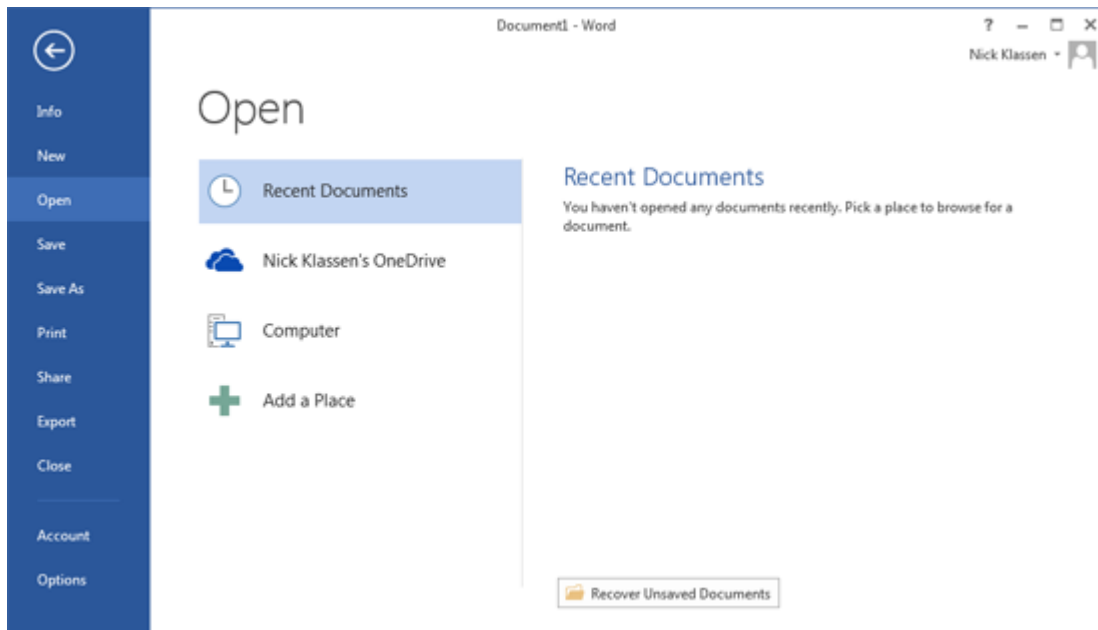 Document1 - Word
?
Nick Klassen
Info
New
Open
Save
Save As
Print
Share
Export
Close
Account
Options
Open
Recent Documents
Nick Klassen's OneDrive
Computer
Add a Place
Recent Documents
You haven't opened any documents recently. Pick a place to browse for a
document.
Recover Unsaved Documents